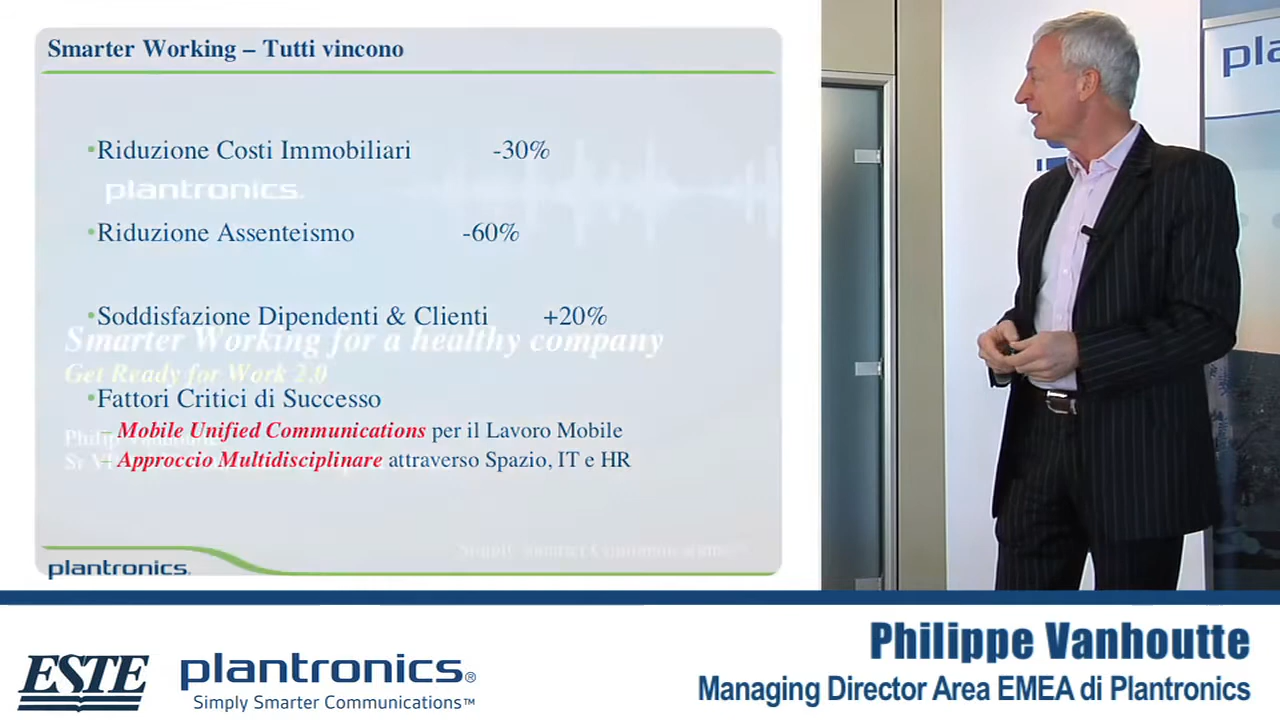 Smarter Working – Tutti vincono
•Riduzione Costi Immobiliari -30%
plantronics.
•Riduzione Assenteismo -60%
•Soddisfazione Dipendenti & Clienti +20%
Smarter Working for a healthy company
Get Ready for Work 2.0
•Fattori Critici di Successo
– Mobile Unified Communications per il Lavoro Mobile
– Approccio Multidisciplinare attraverso Spazio, IT e HR
plantronics.
Philippe Vanhoutte
Managing Director Area EMEA di Plantronics
ESTE
plantronics®
Simply Smarter Communications™